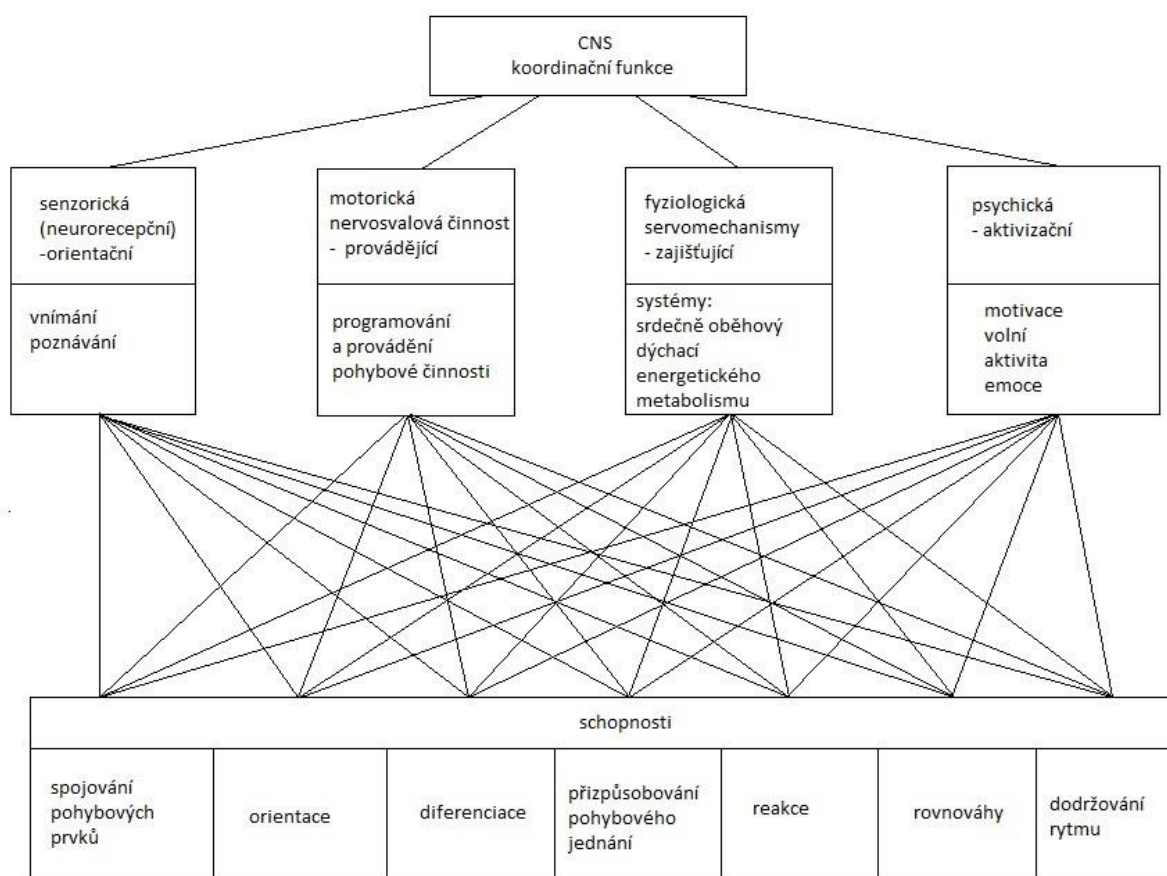 CNS
koordinační funkce
senzorická
(neurorecepční)
-orientační
vnímání
poznávání
motorická
nervosvalová činnost
- provádějící
programování
a provádění
pohybové činnosti
fyziologická
servomechanismy
- zajišťující
systémy:
srdečně oběhový
dýchací
energetického
metabolismu
psychická
- aktivizační
motivace
volní
aktivita
emoce
schopnosti
spojování
pohybových
prvků
orientace
diferenciace
přizpůsobování
pohybového
jednání
reakce
rovnováhy
dodržování
rytmu